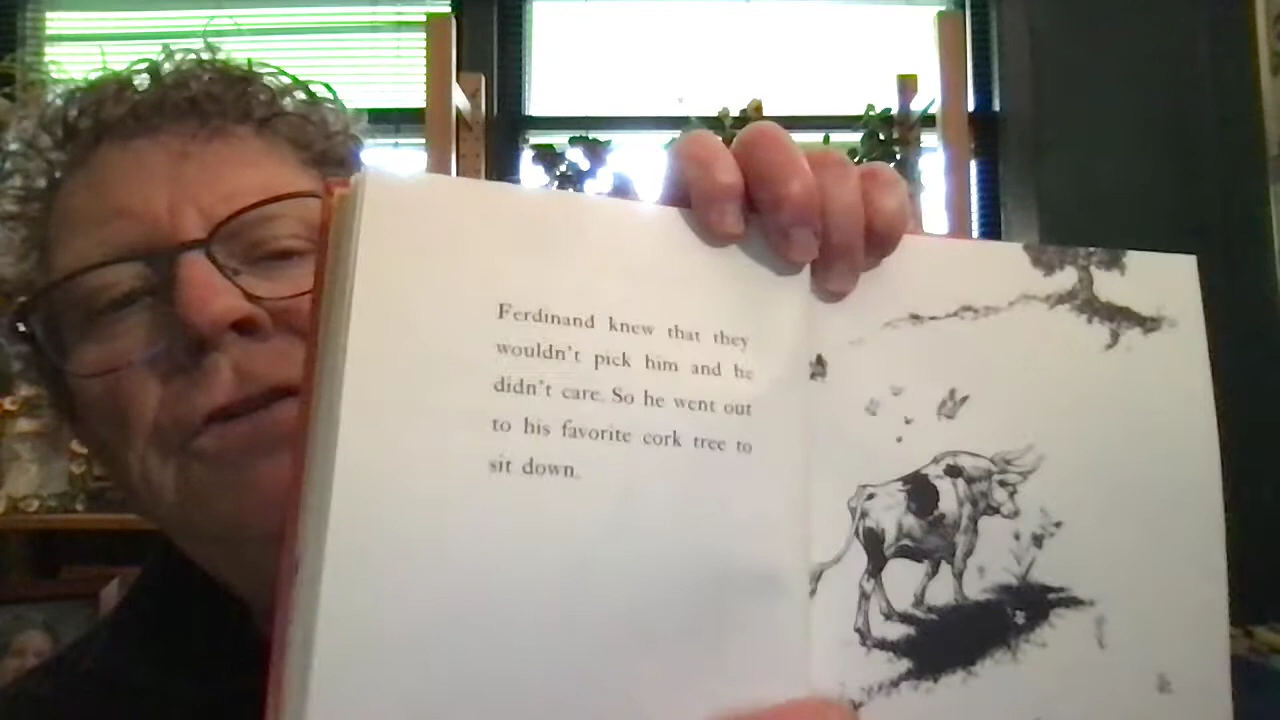 Ferdinand knew that they
wouldn't pick him and he
didn't care. So he went out
to his favorite cork tree to
sit down.